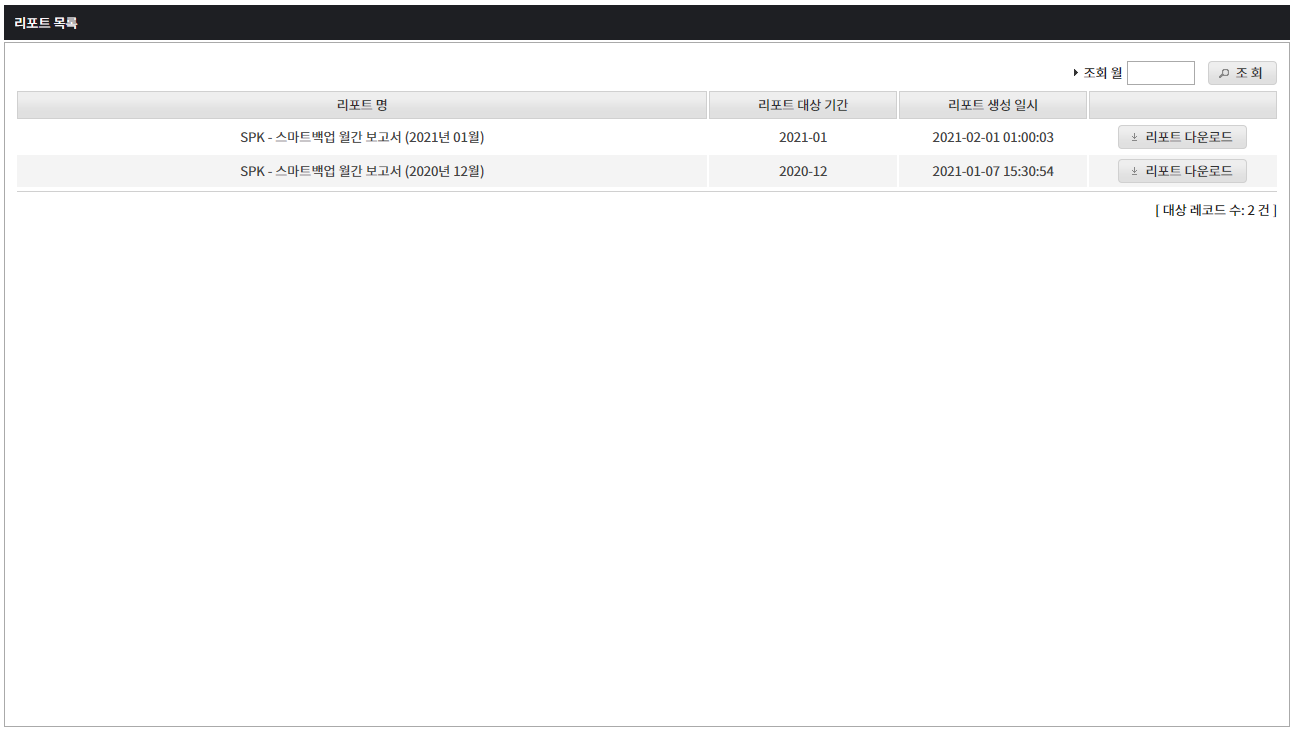 리포트 목록
조회 월 조 회
리포트 명 리포트 대상 기간 리포트 생성 일시
SPK - 스마트백업 월간 보고서 (2021년 01월) 2021-01 2021-02-01 01:00:03 리포트 다운로드
SPK - 스마트백업 월간 보고서 (2020년 12월) 2020-12 2021-01-07 15:30:54 리포트 다운로드
[ 대상 레코드 수: 2 건 ]